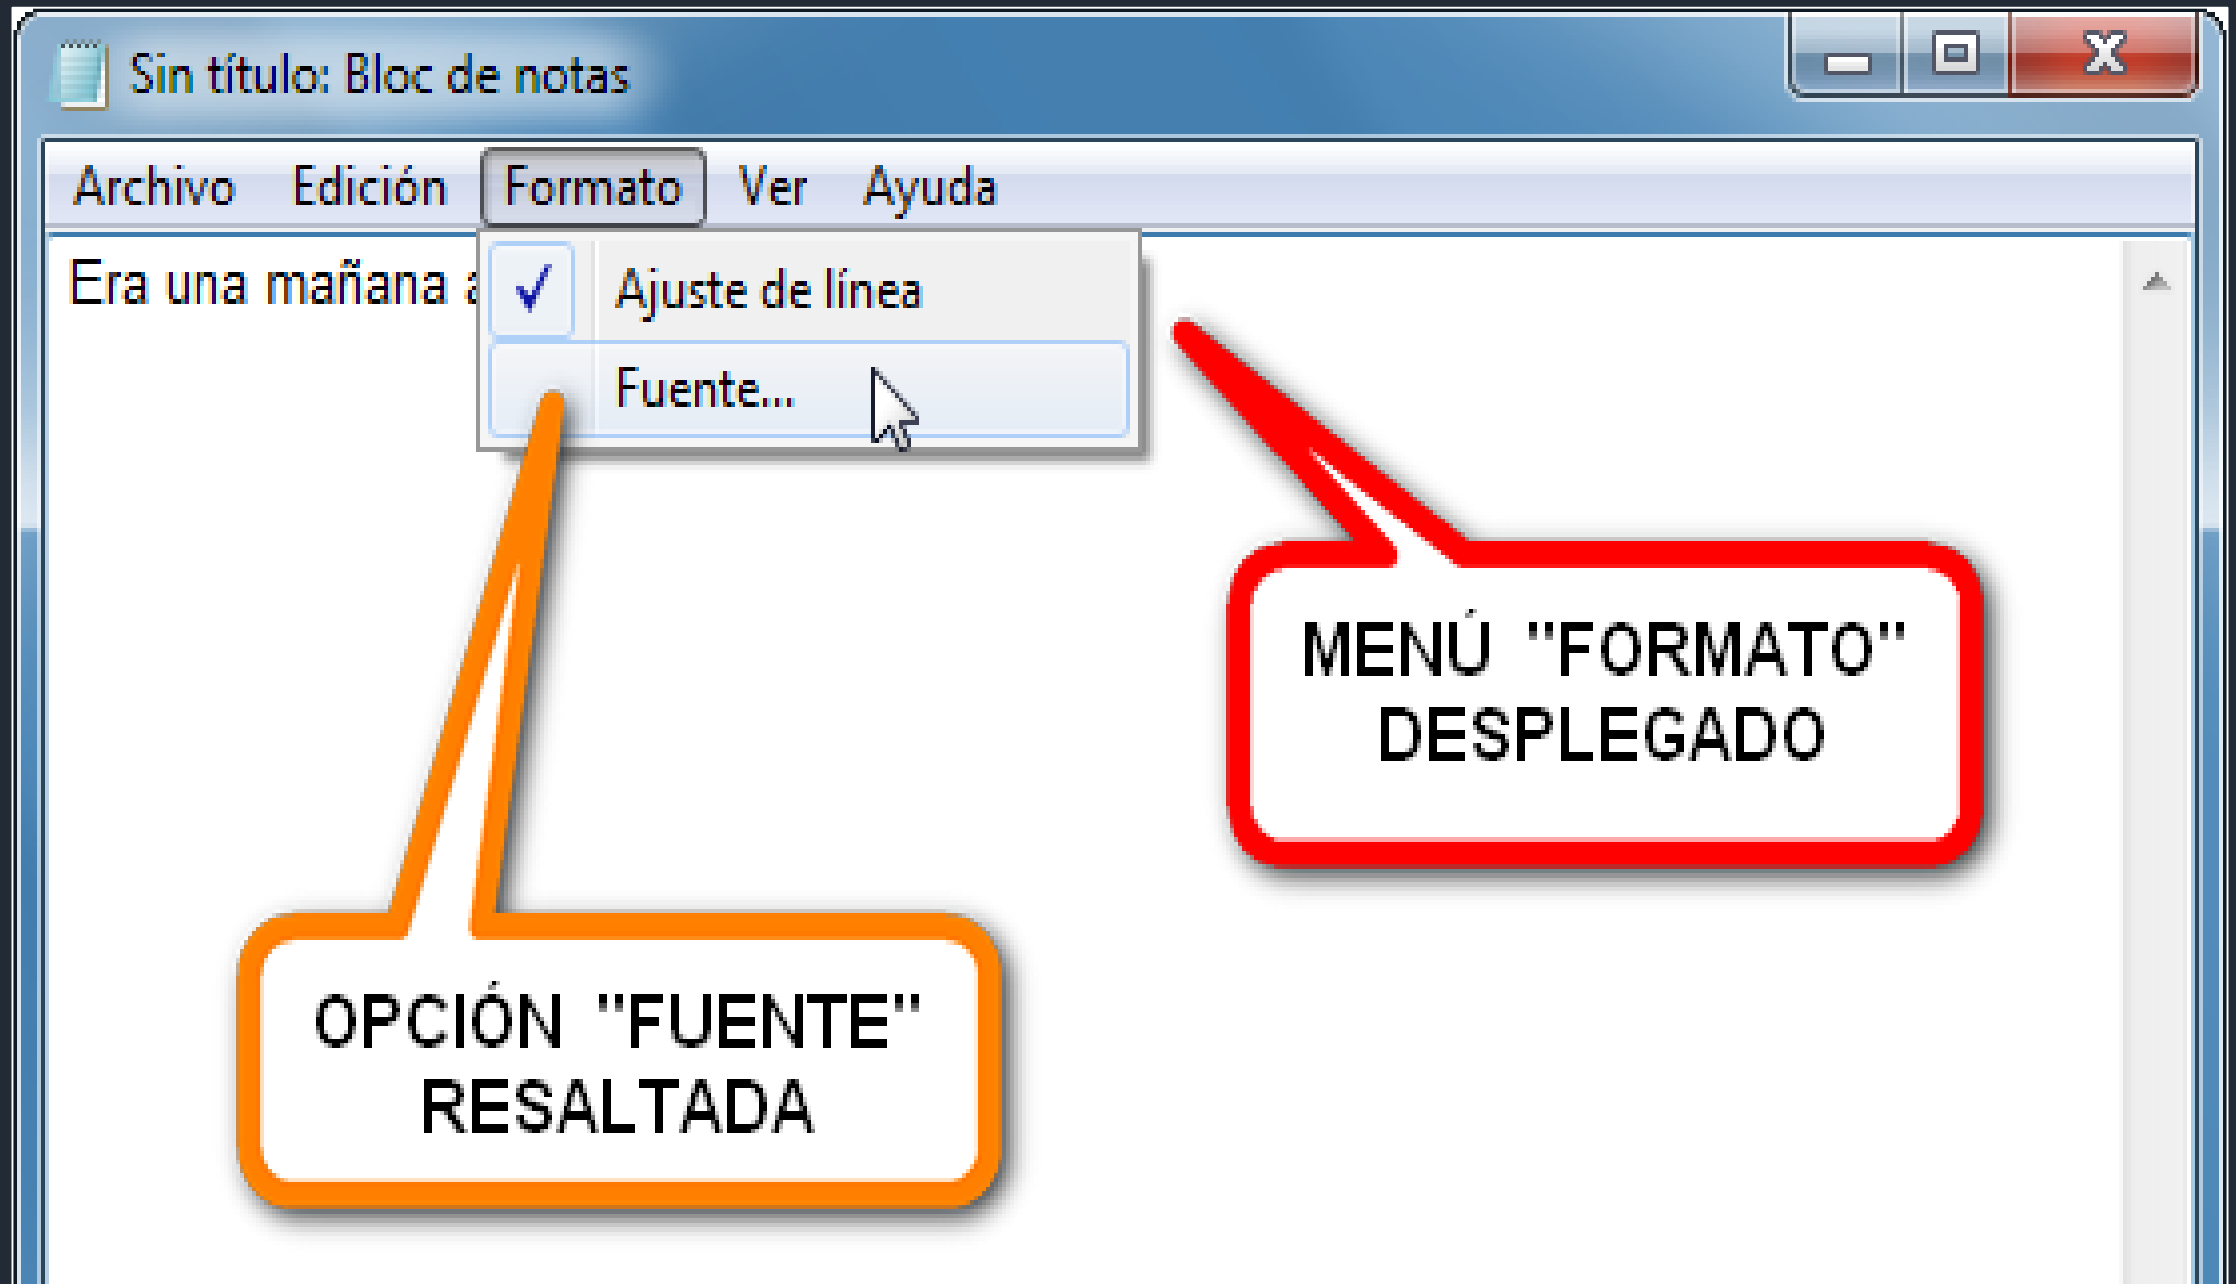 Sin título: Bloc de notas
Archivo Edición Formato Ver Ayuda
Era una mañana
Ajuste de línea
Fuente...
MENÚ "FORMATO"
DESPLEGADO
OPCIÓN "FUENTE"
RESALTADA